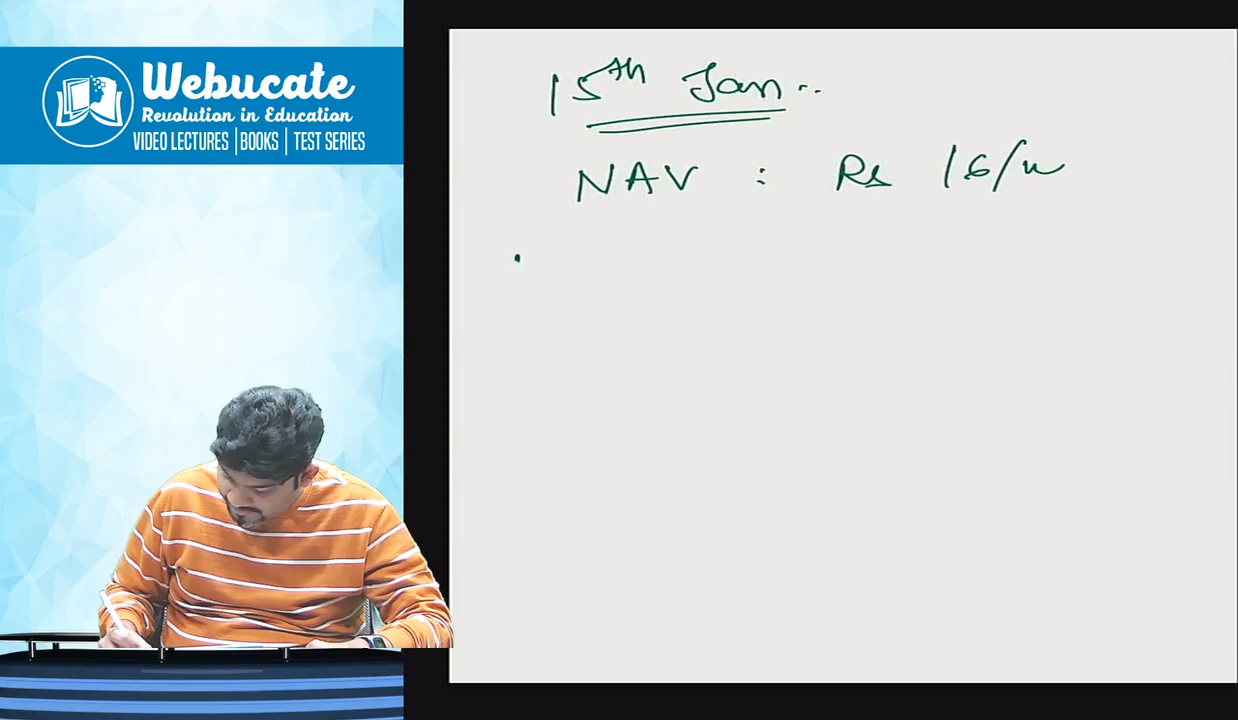 Webucate
Revolution in Education
VIDEO LECTURES | BOOKS | TEST SERIES
15th Jan..
NAV : Rs 16/u